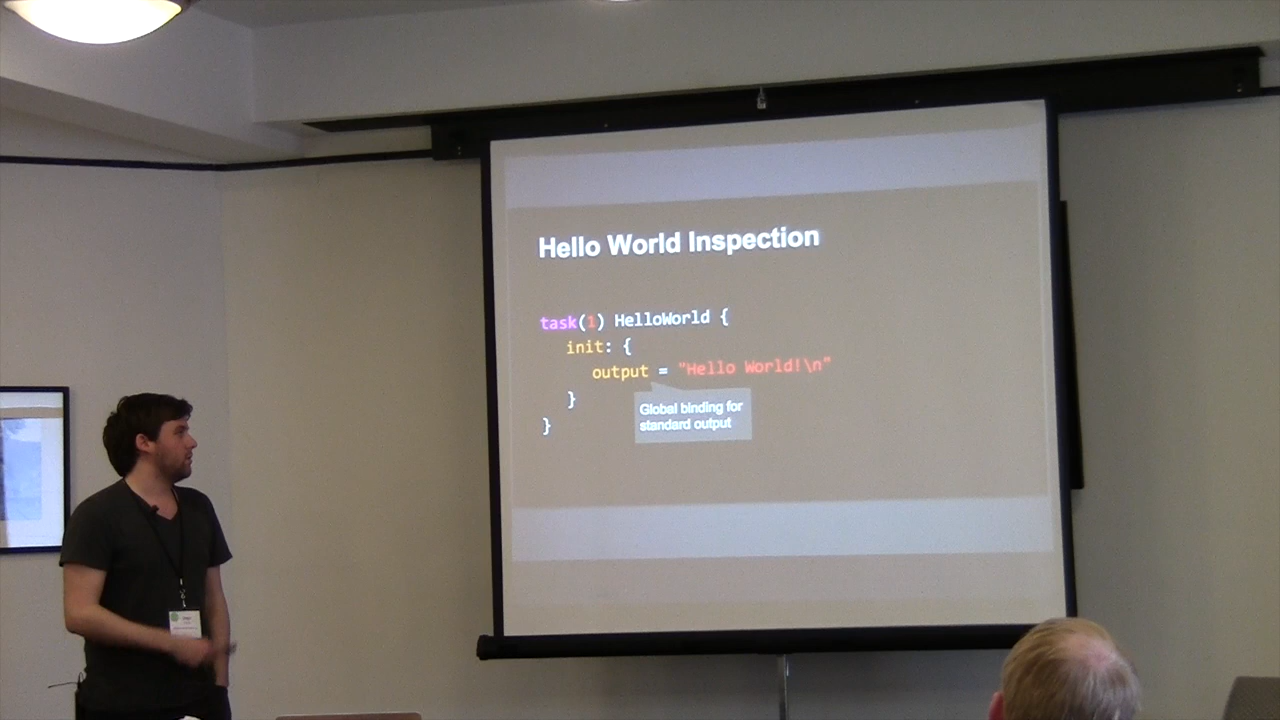 Hello World Inspection
task(1) HelloWorld {
init: {
output = "Hello World!\n"
}
Global binding for
standard output
}